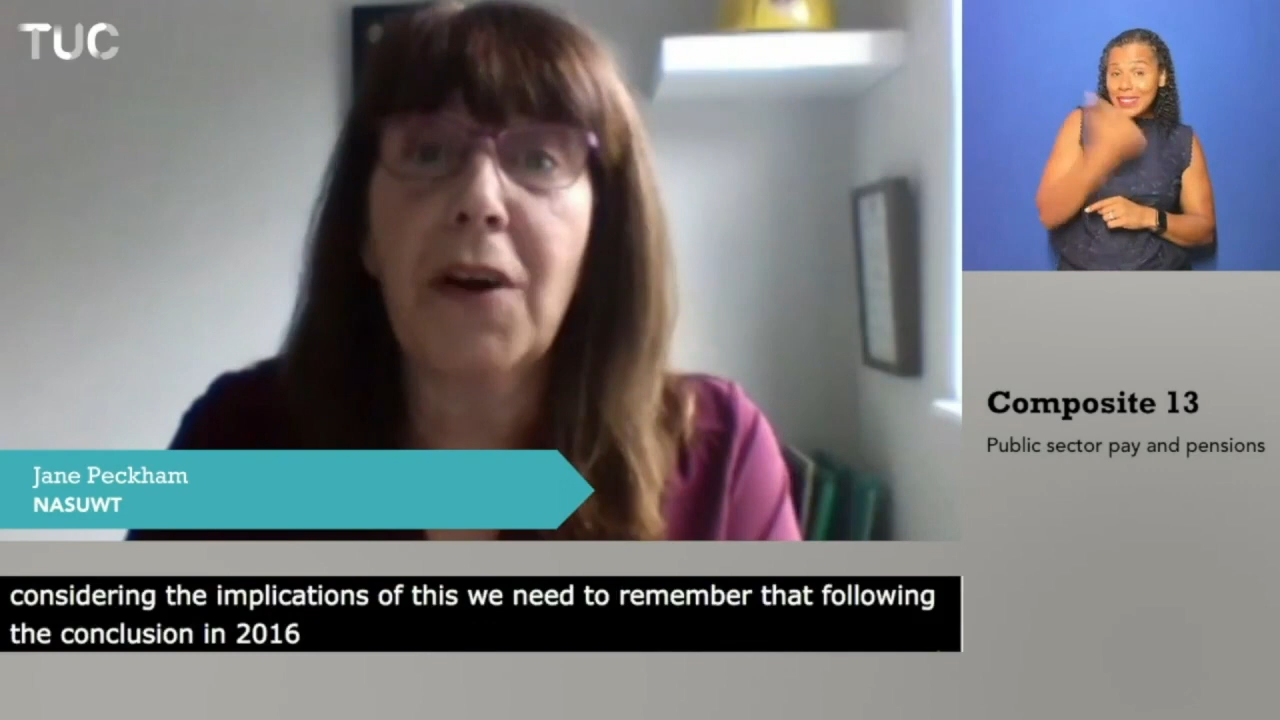 TUC
Jane Peckham
NASUWT
Composite 13
Public sector pay and pensions
considering the implications of this we need to remember that following
the conclusion in 2016